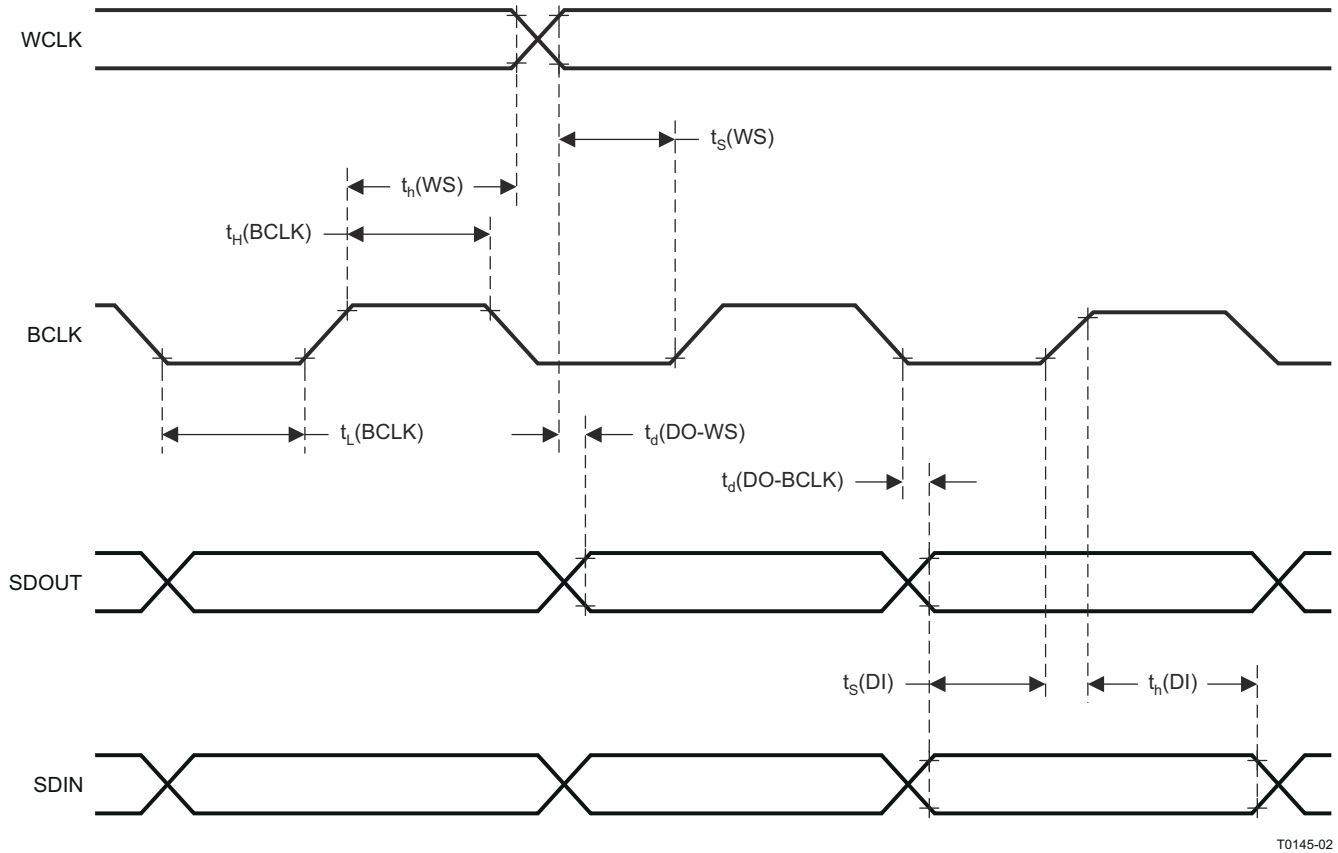 WCLK
tS(WS)
th(WS)
tH(BCLK)
BCLK
tL(BCLK)
td(DO-WS)
td(DO-BCLK)
SDOUT
tS(DI)
th(DI)
SDIN
T0145-02